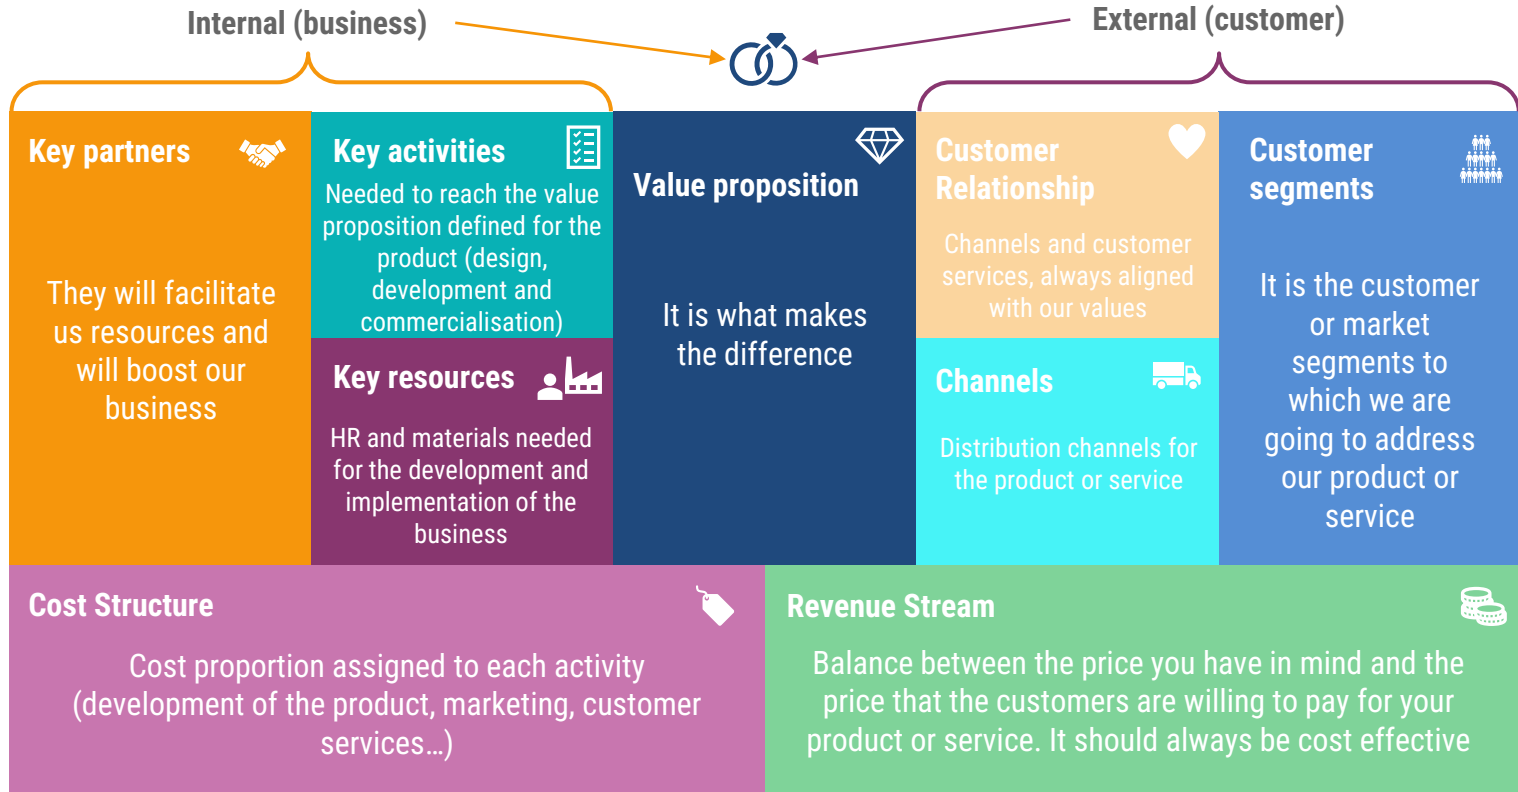 Internal (business)
External (customer)
Key partners
They will facilitate
us resources and
will boost our
business
Key activities
Needed to reach the value
proposition defined for the
product (design,
development and
commercialisation)
Key resources
HR and materials needed
for the development and
implementation of the
business
Value proposition
It is what makes
the difference
Customer
Relationship
Channels and customer
services, always aligned
with our values
Channels
Distribution channels for
the product or service
Customer
segments
It is the customer
or market
segments to
which we are
going to address
our product or
service
Cost Structure
Cost proportion assigned to each activity
(development of the product, marketing, customer
services…)
Revenue Stream
Balance between the price you have in mind and the
price that the customers are willing to pay for your
product or service. It should always be cost effective